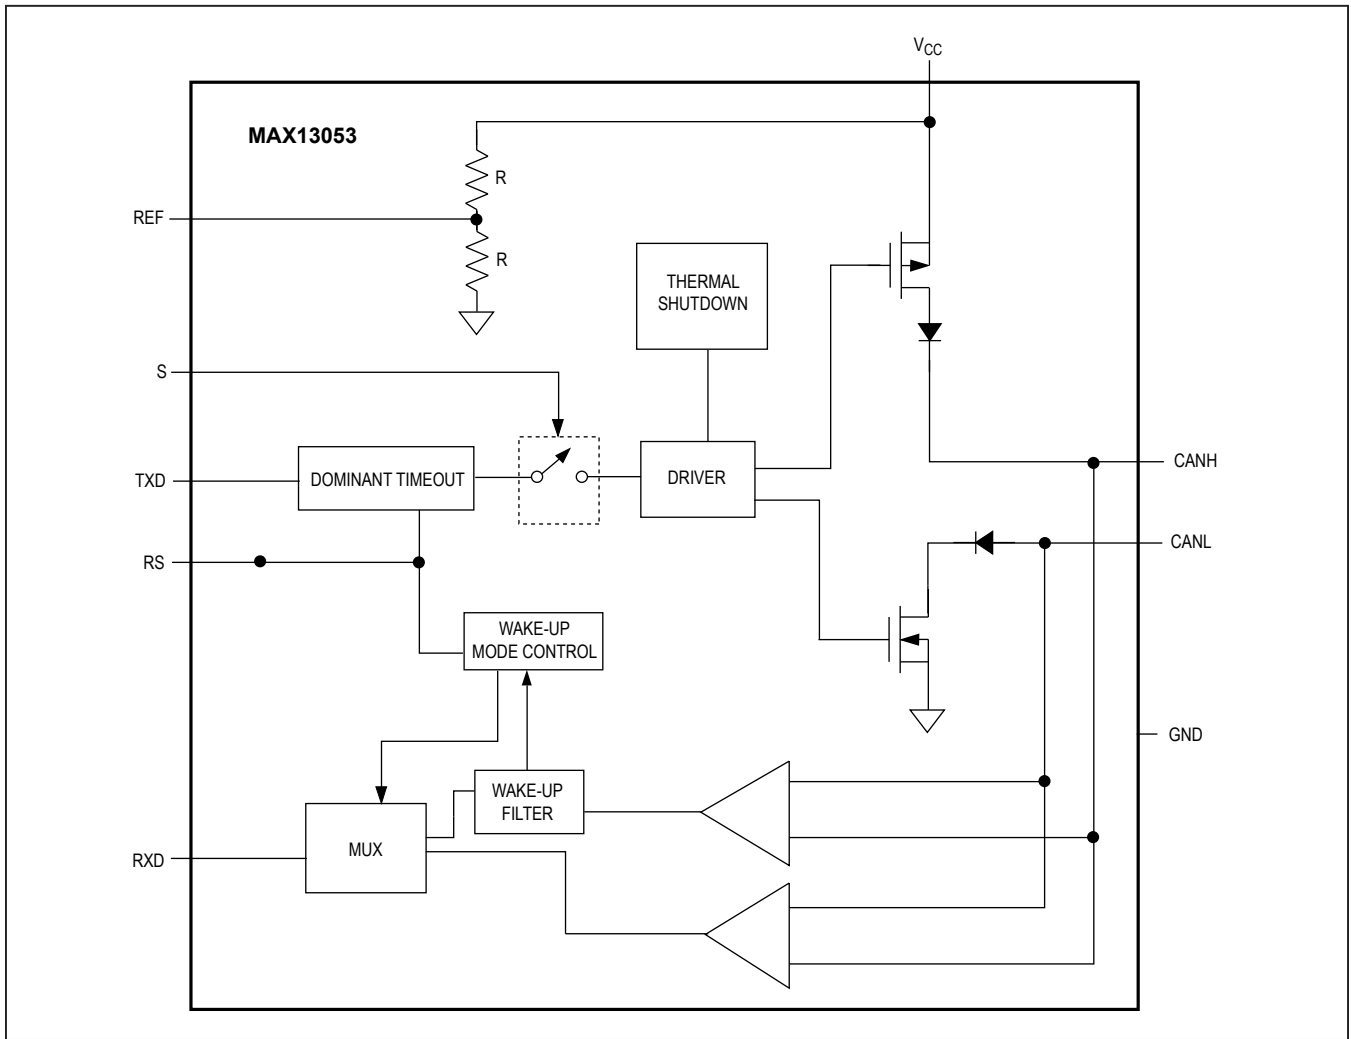 VCC
MAX13053
R
REF
R
THERMAL
SHUTDOWN
S
TXD
DOMINANT TIMEOUT
DRIVER
CANH
CANL
RS
WAKE-UP
MODE CONTROL
GND
WAKE-UP
FILTER
MUX
RXD